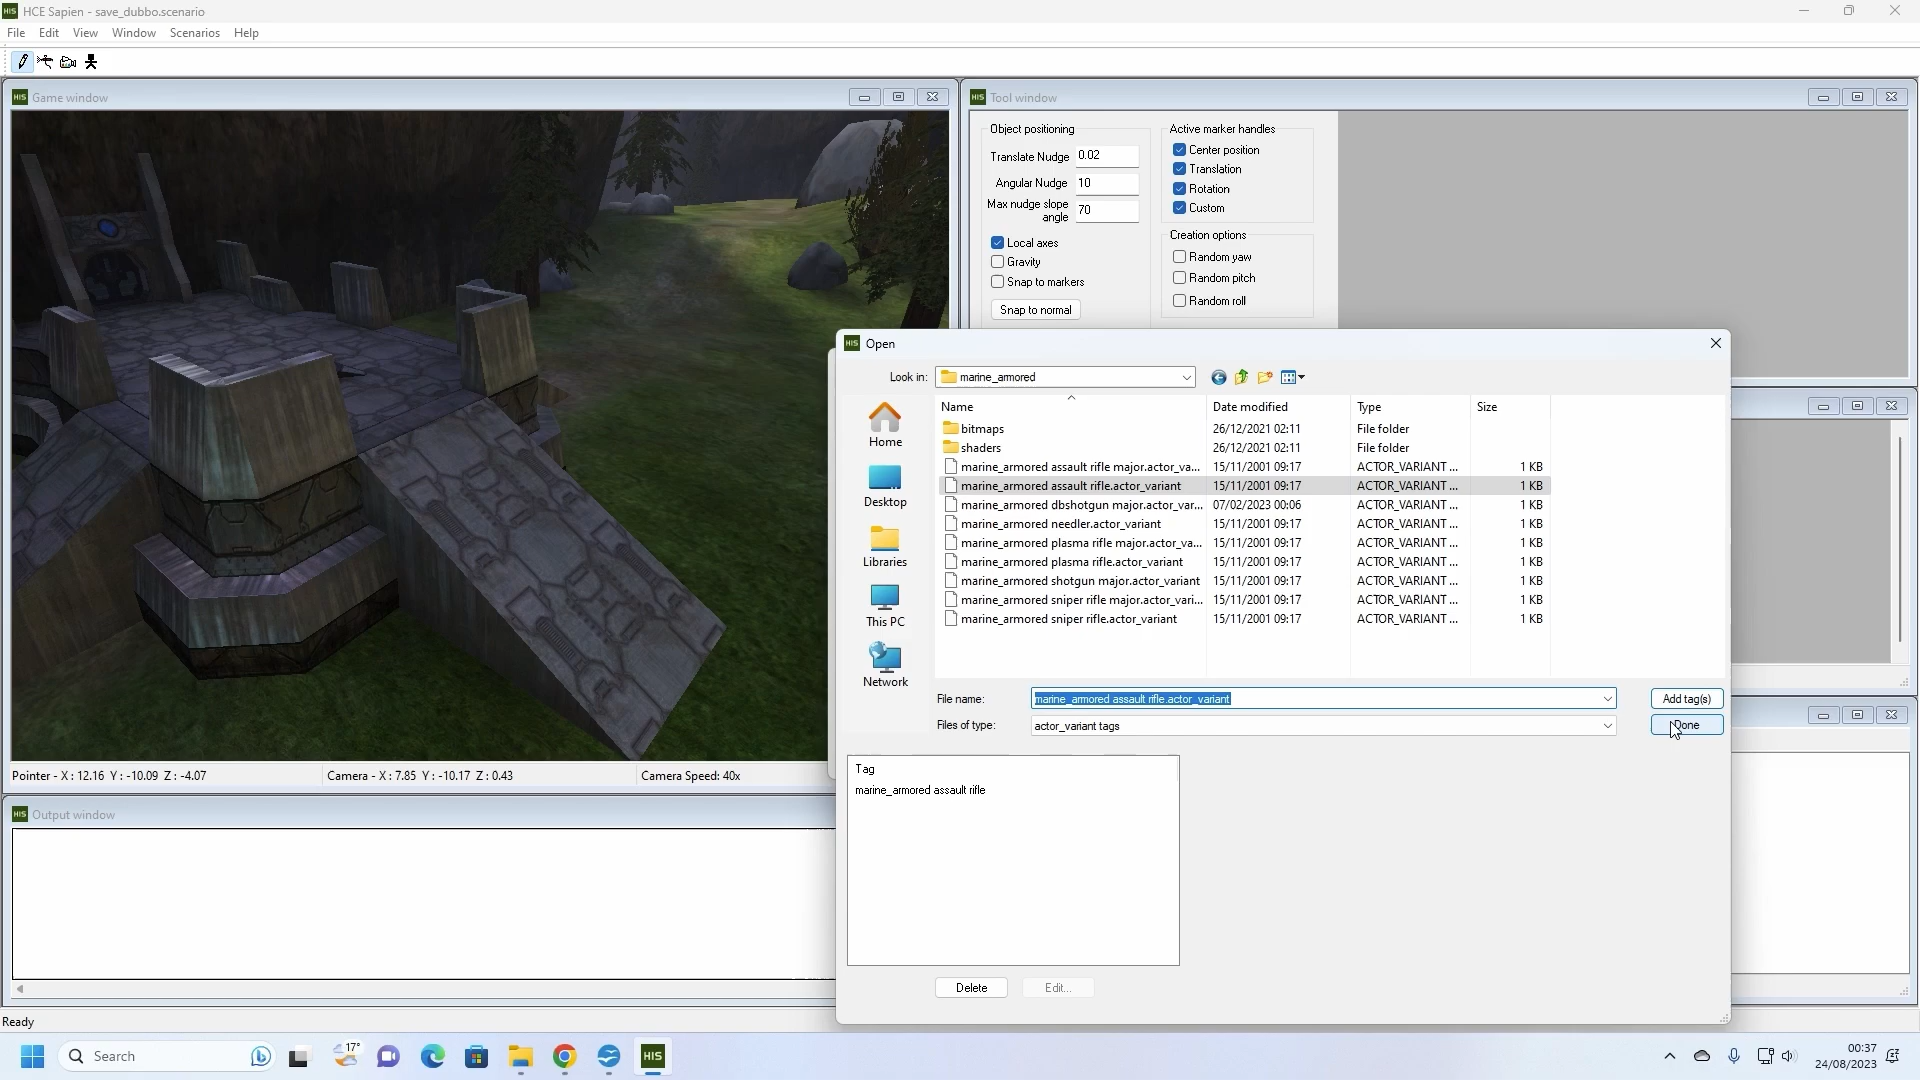 HIS HCE Sapien - save_dubbo.scenario
File Edit View Window Scenarios Help
HIS Game window
HIS Tool window
Object positioning
Translate Nudge 0.02
Angular Nudge 10
Max nudge slope angle 70
Local axes
Gravity
Snap to markers
Snap to normal
Active marker handles
Center position
Translation
Rotation
Custom
Creation options
Random yaw
Random pitch
Random roll
HIS Open
Look in: marine_armored
Home
Desktop
Libraries
This PC
Network
Name Date modified Type Size
bitmaps 26/12/2021 02:11 File folder
shaders 26/12/2021 02:11 File folder
marine_armored assault rifle major.actor_va... 15/11/2001 09:17 ACTOR_VARIANT ... 1 KB
marine_armored assault rifle.actor_variant 15/11/2001 09:17 ACTOR_VARIANT ... 1 KB
marine_armored dbshotgun major.actor_var... 07/02/2023 00:06 ACTOR_VARIANT ... 1 KB
marine_armored needler.actor_variant 15/11/2001 09:17 ACTOR_VARIANT ... 1 KB
marine_armored plasma rifle major.actor_va... 15/11/2001 09:17 ACTOR_VARIANT ... 1 KB
marine_armored plasma rifle.actor_variant 15/11/2001 09:17 ACTOR_VARIANT ... 1 KB
marine_armored shotgun major.actor_variant 15/11/2001 09:17 ACTOR_VARIANT ... 1 KB
marine_armored sniper rifle major.actor_vari... 15/11/2001 09:17 ACTOR_VARIANT ... 1 KB
marine_armored sniper rifle.actor_variant 15/11/2001 09:17 ACTOR_VARIANT ... 1 KB
File name: marine_armored assault rifle.actor_variant Add tag(s)
Files of type: actor_variant tags Done
Tag
marine_armored assault rifle
Delete Edit...
Pointer - X : 12.16 Y : -10.09 Z : -4.07 Camera - X : 7.85 Y : -10.17 Z : 0.43 Camera Speed: 40x
HIS Output window
Ready
Search 17° HIS 00:37
24/08/2023